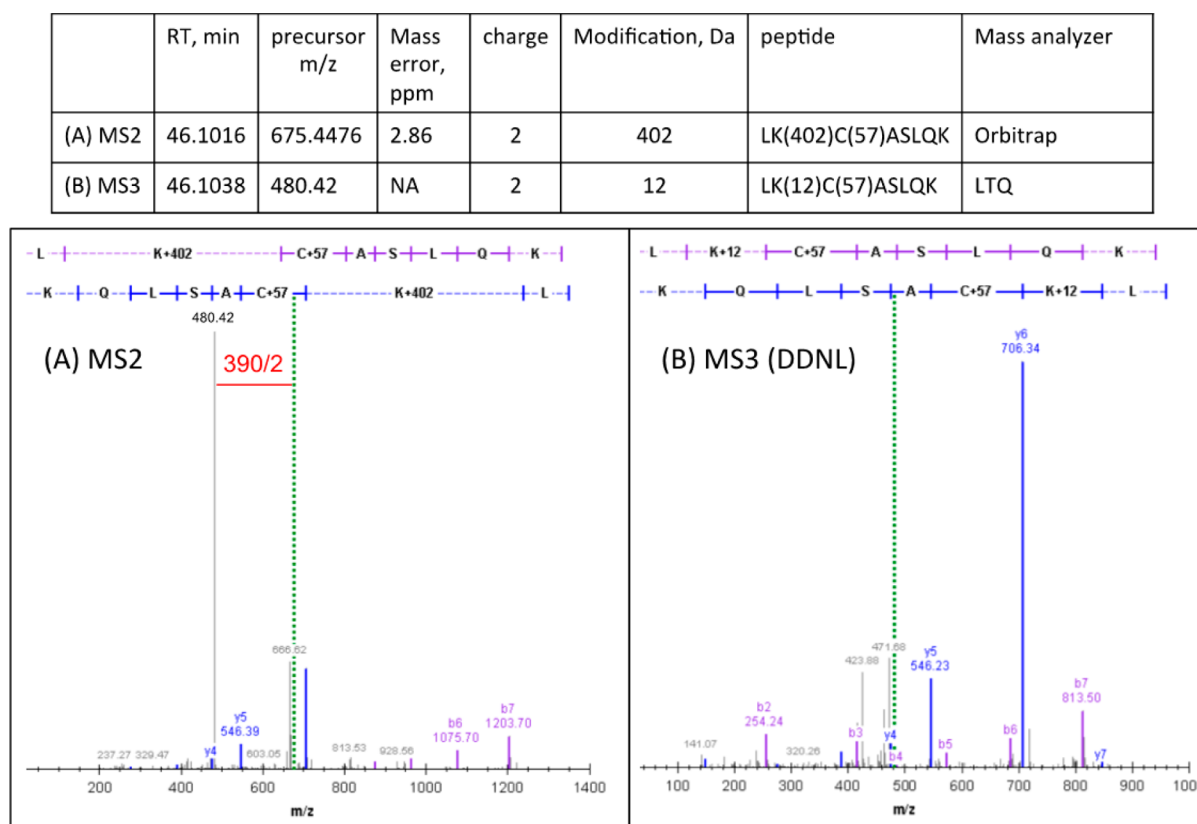 RT, min precursor m/z Mass error, ppm charge Modification, Da peptide Mass analyzer
(A) MS2 46.1016 675.4476 2.86 2 402 LK(402)C(57)ASLQK Orbitrap
(B) MS3 46.1038 480.42 NA 2 12 LK(12)C(57)ASLQK LTQ
L K+402 C+57 A S L Q K
K Q L S A C+57 K+402 L
480.42
(A) MS2
390/2
666.62
y5
546.39
y4
237.27 329.47
603.05
813.53
928.56
b6
1075.70
b7
1203.70
200 400 600 800 1000 1200 1400
m/z
L K+12 C+57 A S L Q K
K Q L S A C+57 K+12 L
(B) MS3 (DDNL)
y6
706.34
471.68
423.88
y5
546.23
b2
254.24
b3
y4
b4
b5
b6
b7
813.50
y7
141.07
320.26
100 200 300 400 500 600 700 800 900 100
m/z